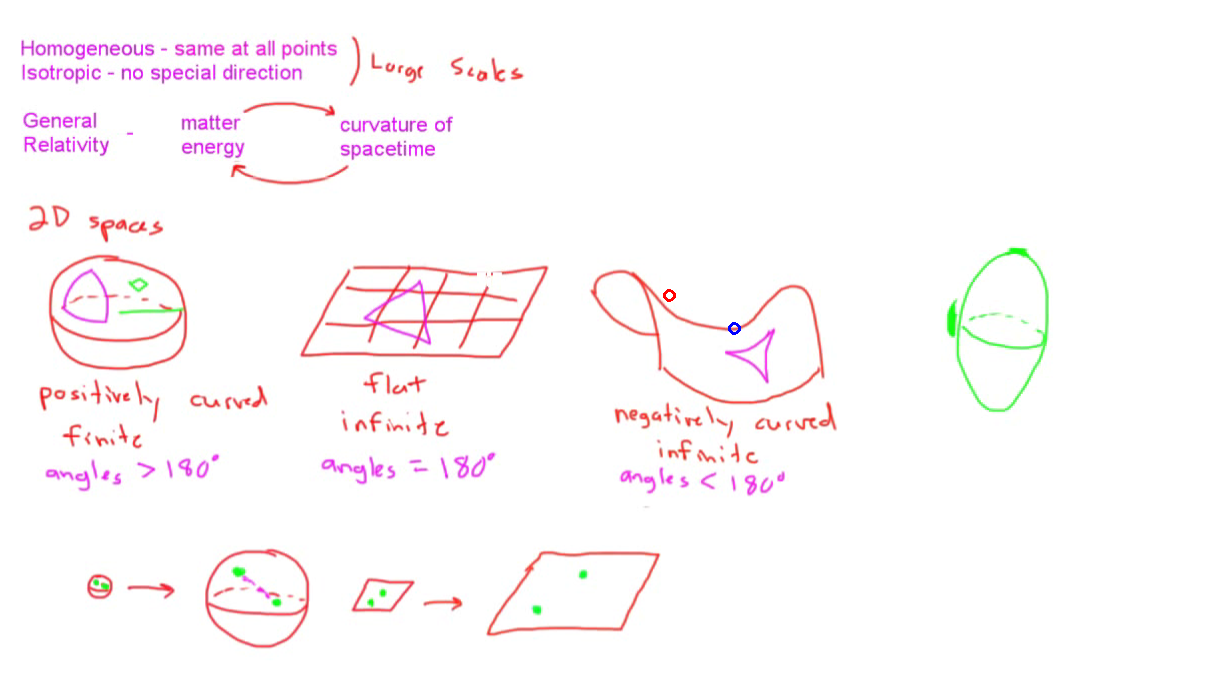 Homogeneous - same at all points
Isotropic - no special direction
Large Scales
General Relativity - matter energy curvature of spacetime
2D spaces
positively curved
finite
angles > 180°
flat
infinite
angles = 180°
negatively curved
infinite
angles < 180°